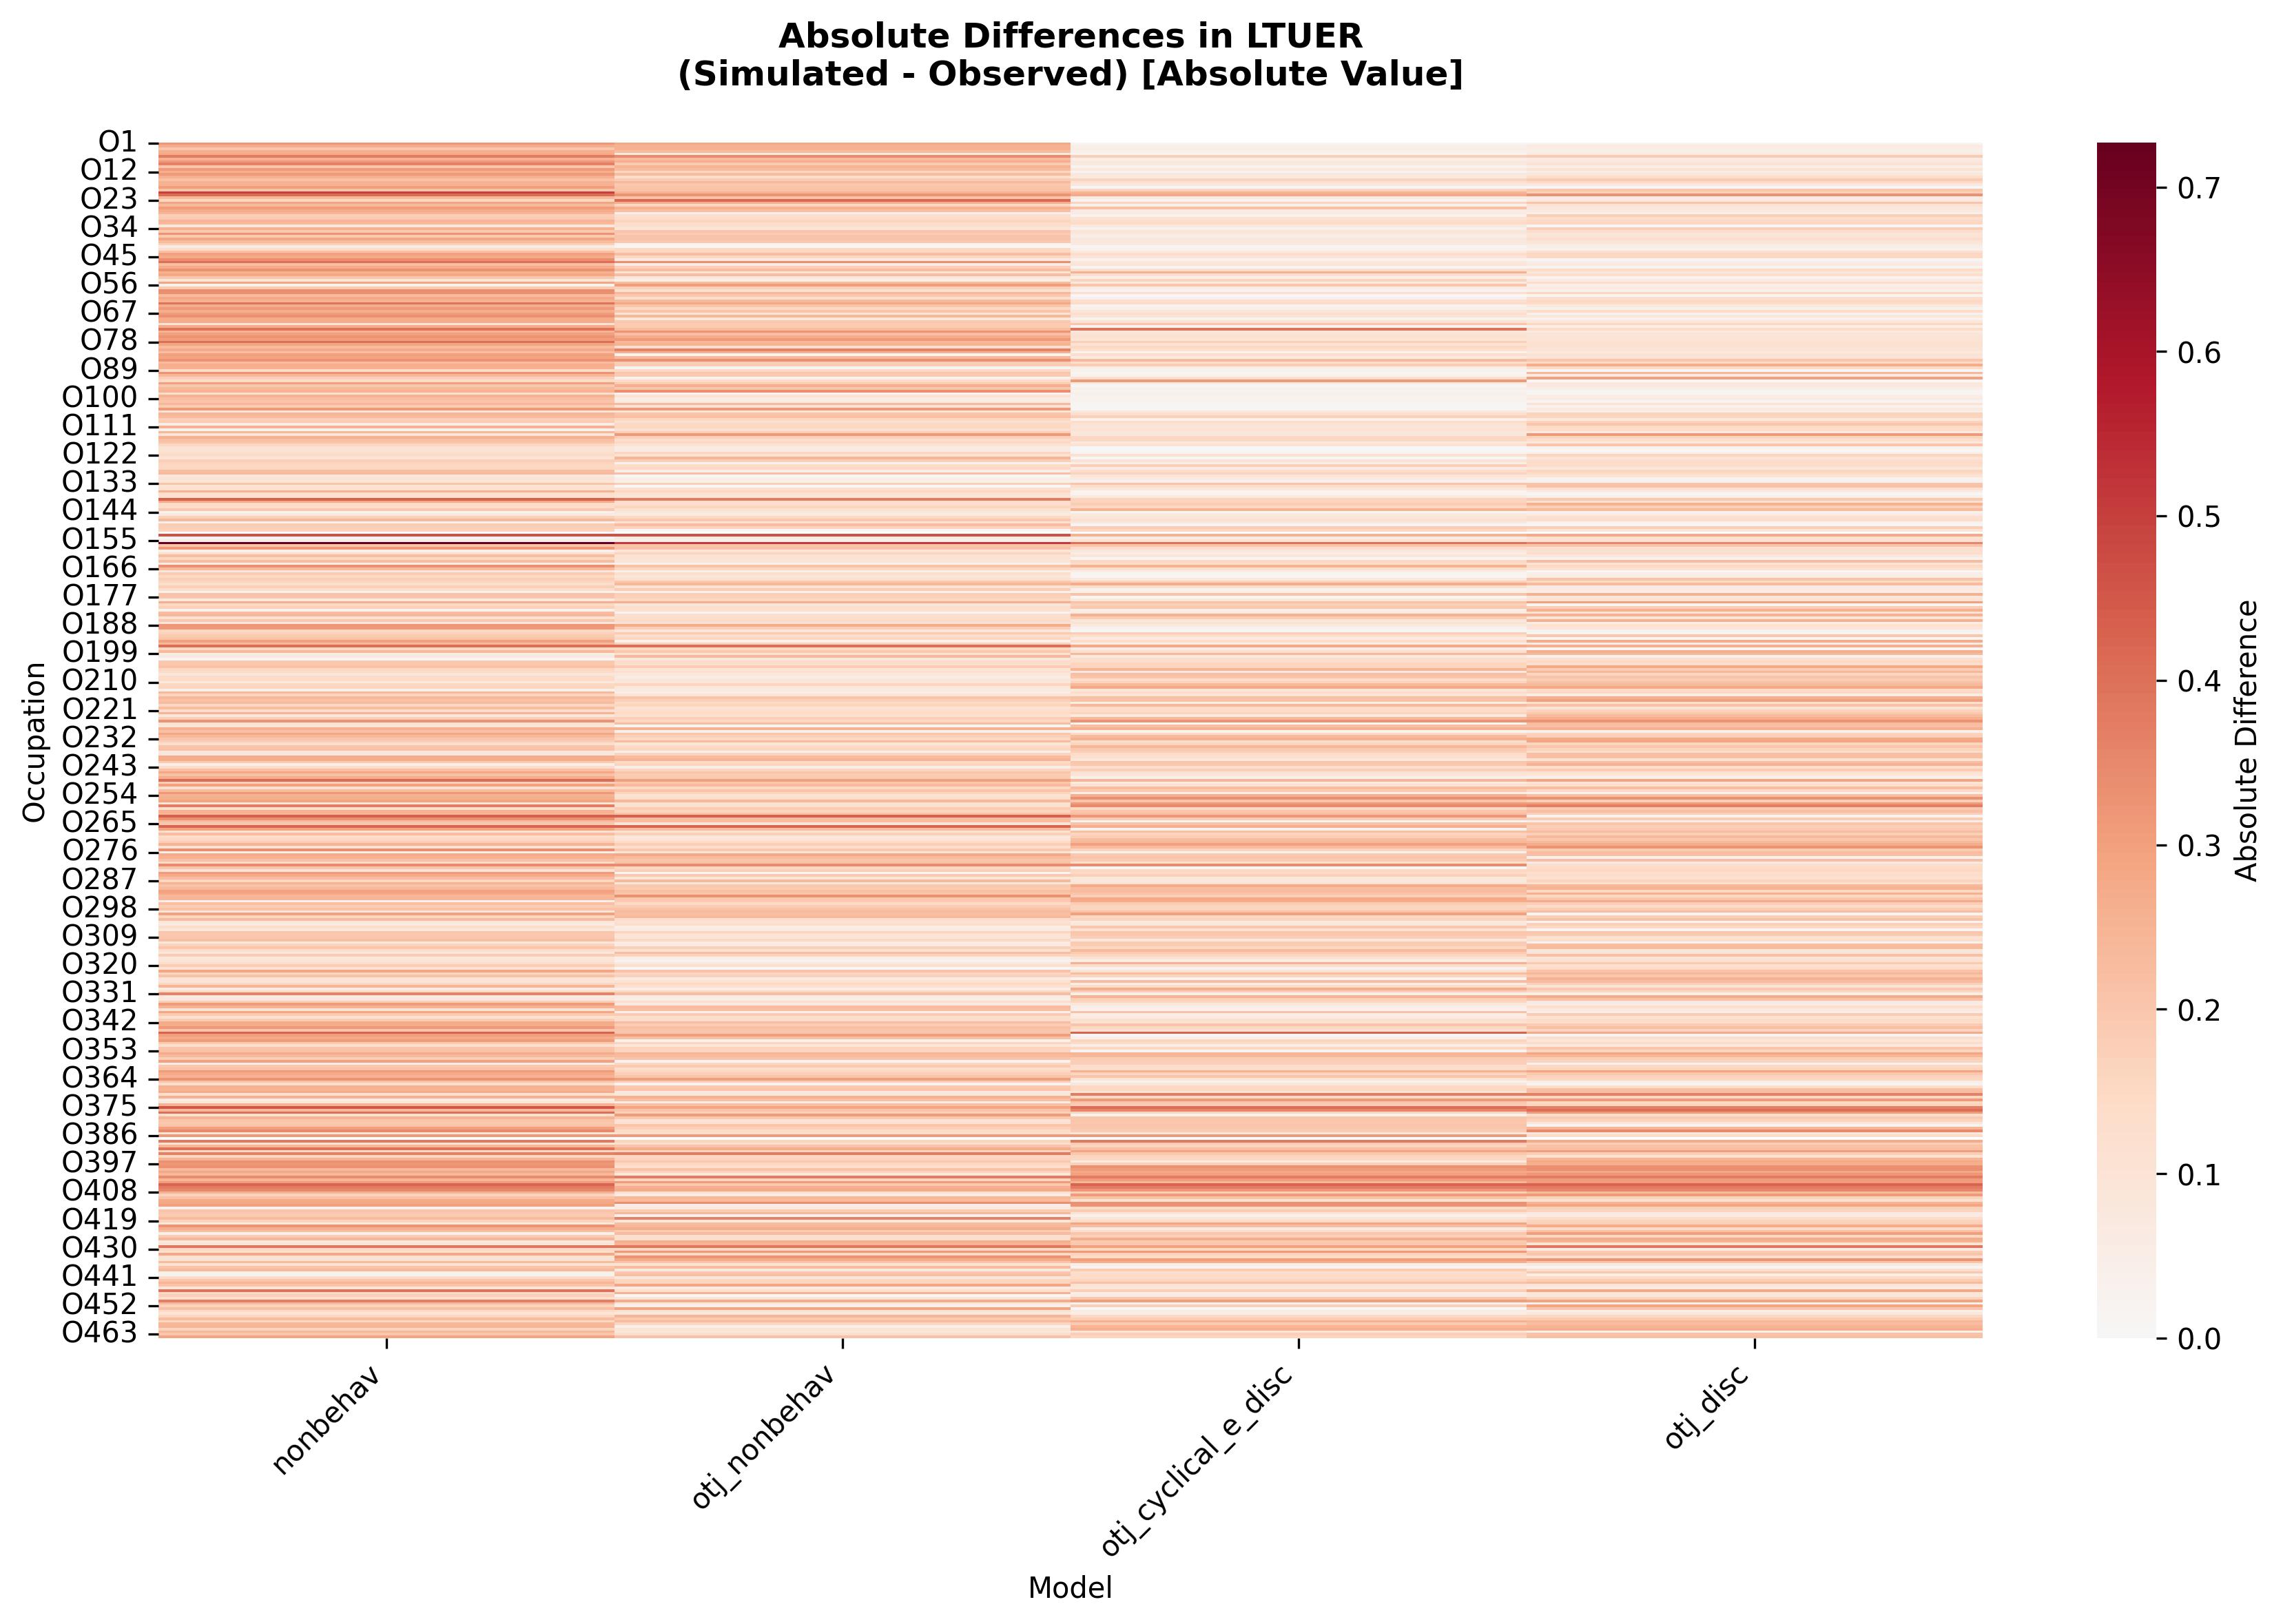 Absolute Differences in LTUER
(Simulated - Observed) [Absolute Value]
Occupation
O1
O12
O23
O34
O45
O56
O67
O78
O89
O100
O111
O122
O133
O144
O155
O166
O177
O188
O199
O210
O221
O232
O243
O254
O265
O276
O287
O298
O309
O320
O331
O342
O353
O364
O375
O386
O397
O408
O419
O430
O441
O452
O463
nonbehav
otj_nonbehav
otj_cyclical_e_disc
otj_disc
Model
0.7
0.6
0.5
0.4
0.3
0.2
0.1
0.0
Absolute Difference